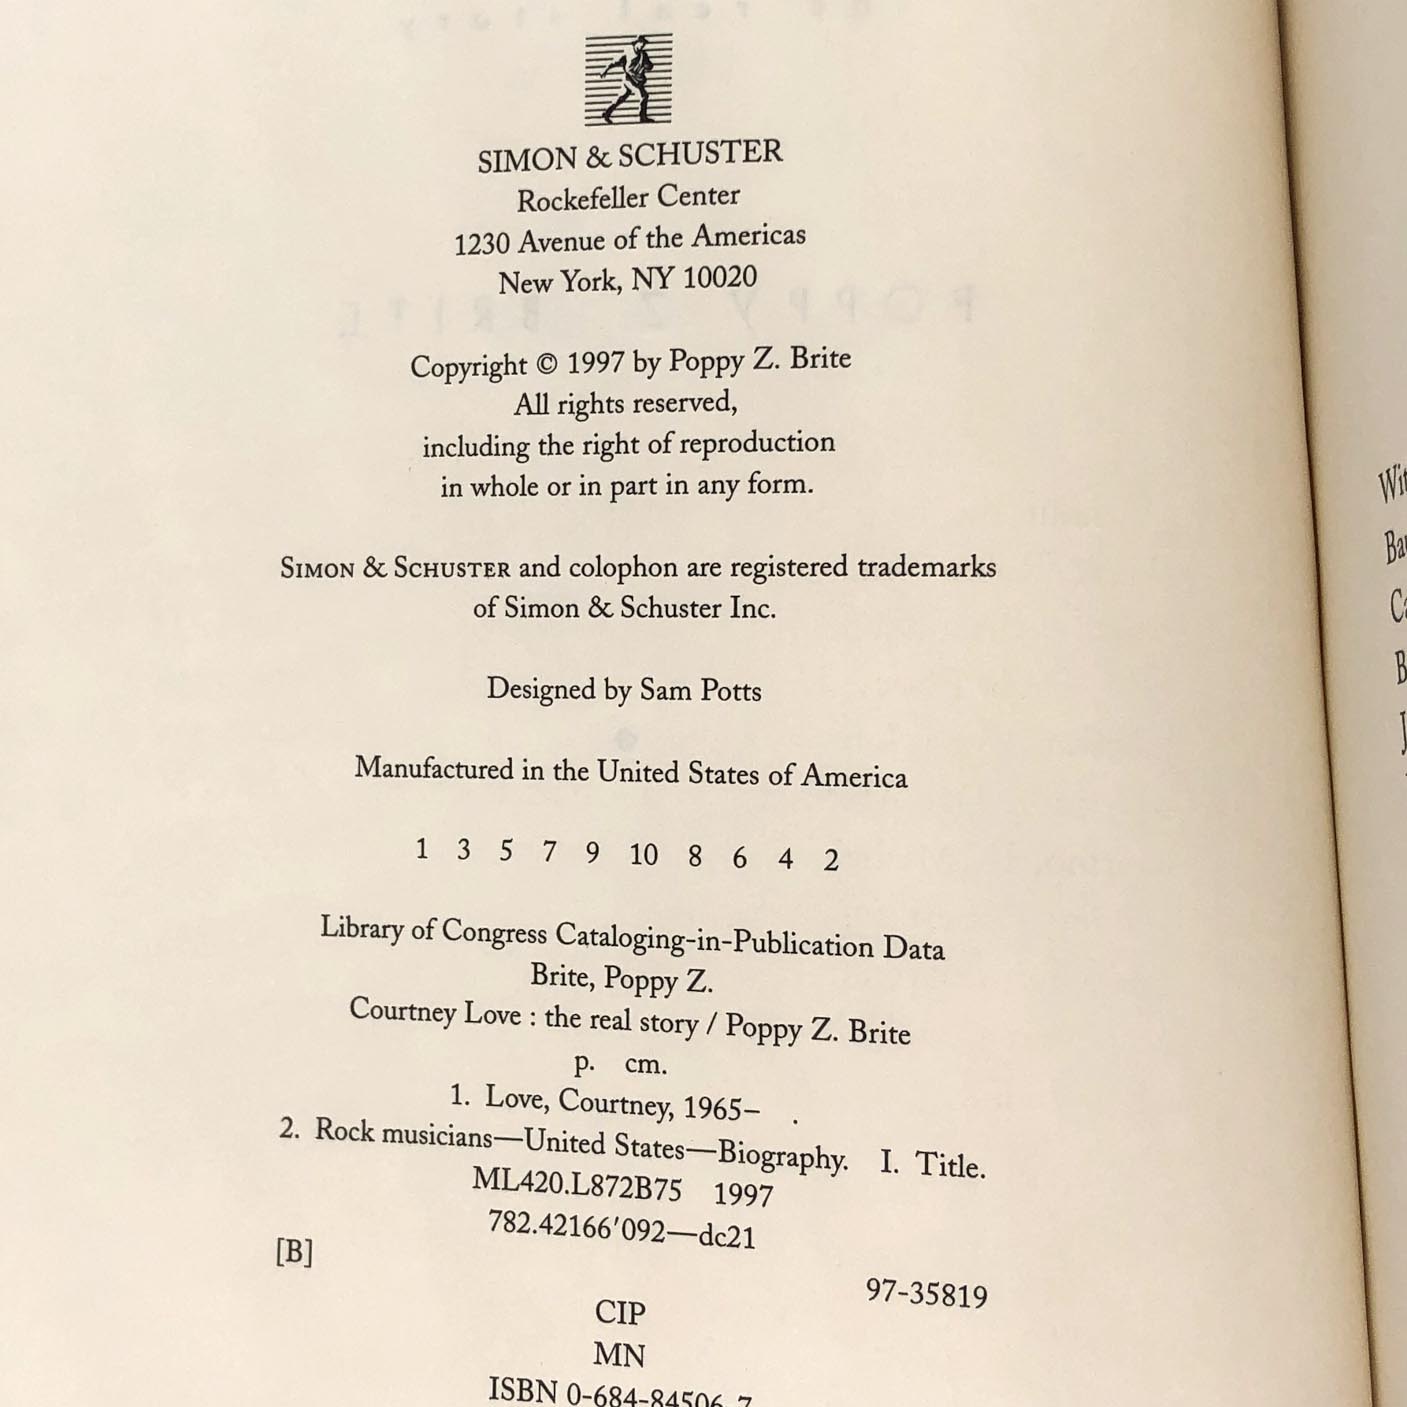 SIMON & SCHUSTER
Rockefeller Center
1230 Avenue of the Americas
New York, NY 10020
Copyright © 1997 by Poppy Z. Brite
All rights reserved,
including the right of reproduction
in whole or in part in any form.
SIMON & SCHUSTER and colophon are registered trademarks
of Simon & Schuster Inc.
Designed by Sam Potts
Manufactured in the United States of America
1 3 5 7 9 10 8 6 4 2
Library of Congress Cataloging-in-Publication Data
Brite, Poppy Z.
Courtney Love : the real story / Poppy Z. Brite
p. cm.
1. Love, Courtney, 1965– .
2. Rock musicians—United States—Biography. I. Title.
ML420.L872B75 1997
782.42166′092—dc21
[B]
97-35819
CIP
MN
ISBN 0-684-84506-7